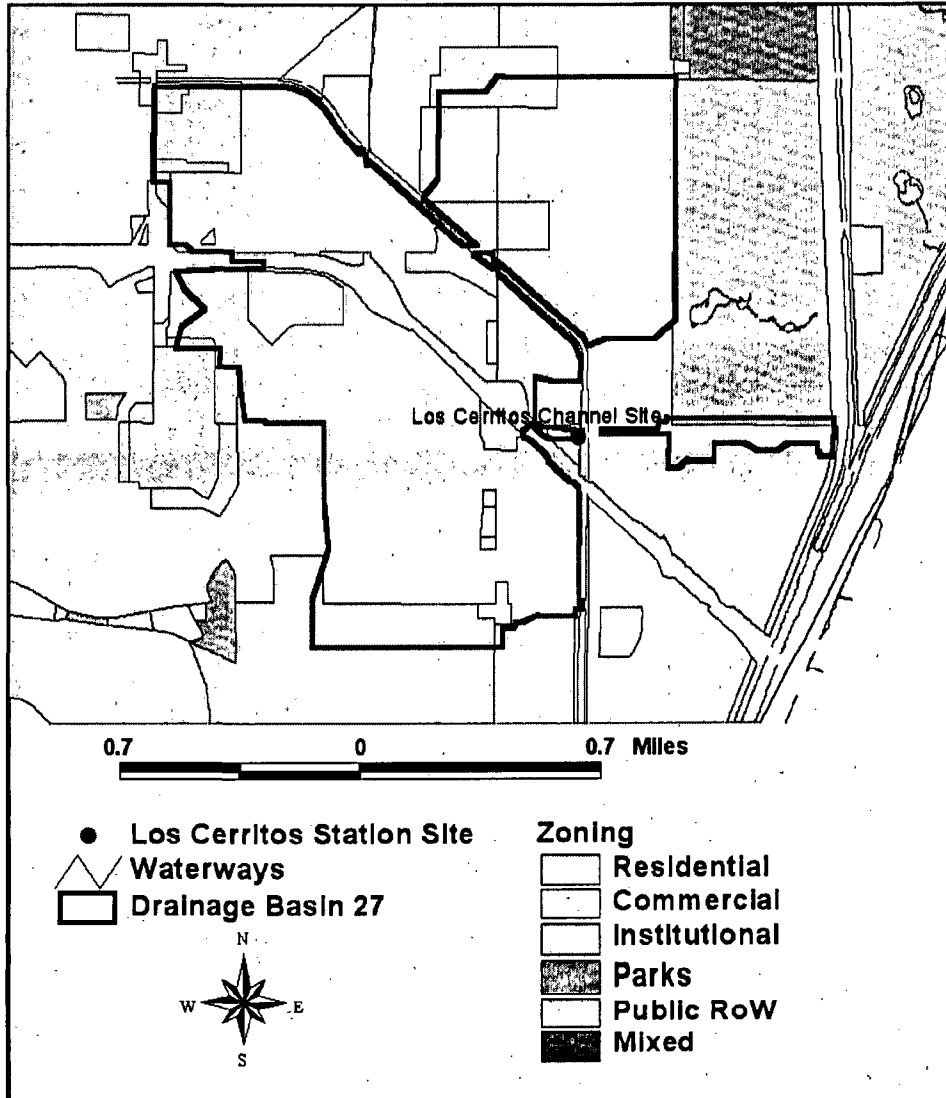 Los Cerritos Channel Site
0.7 0 0.7 Miles
Los Cerritos Station Site
Waterways
Drainage Basin 27
N
W E
S
Zoning
Residential
Commercial
Institutional
Parks
Public RoW
Mixed